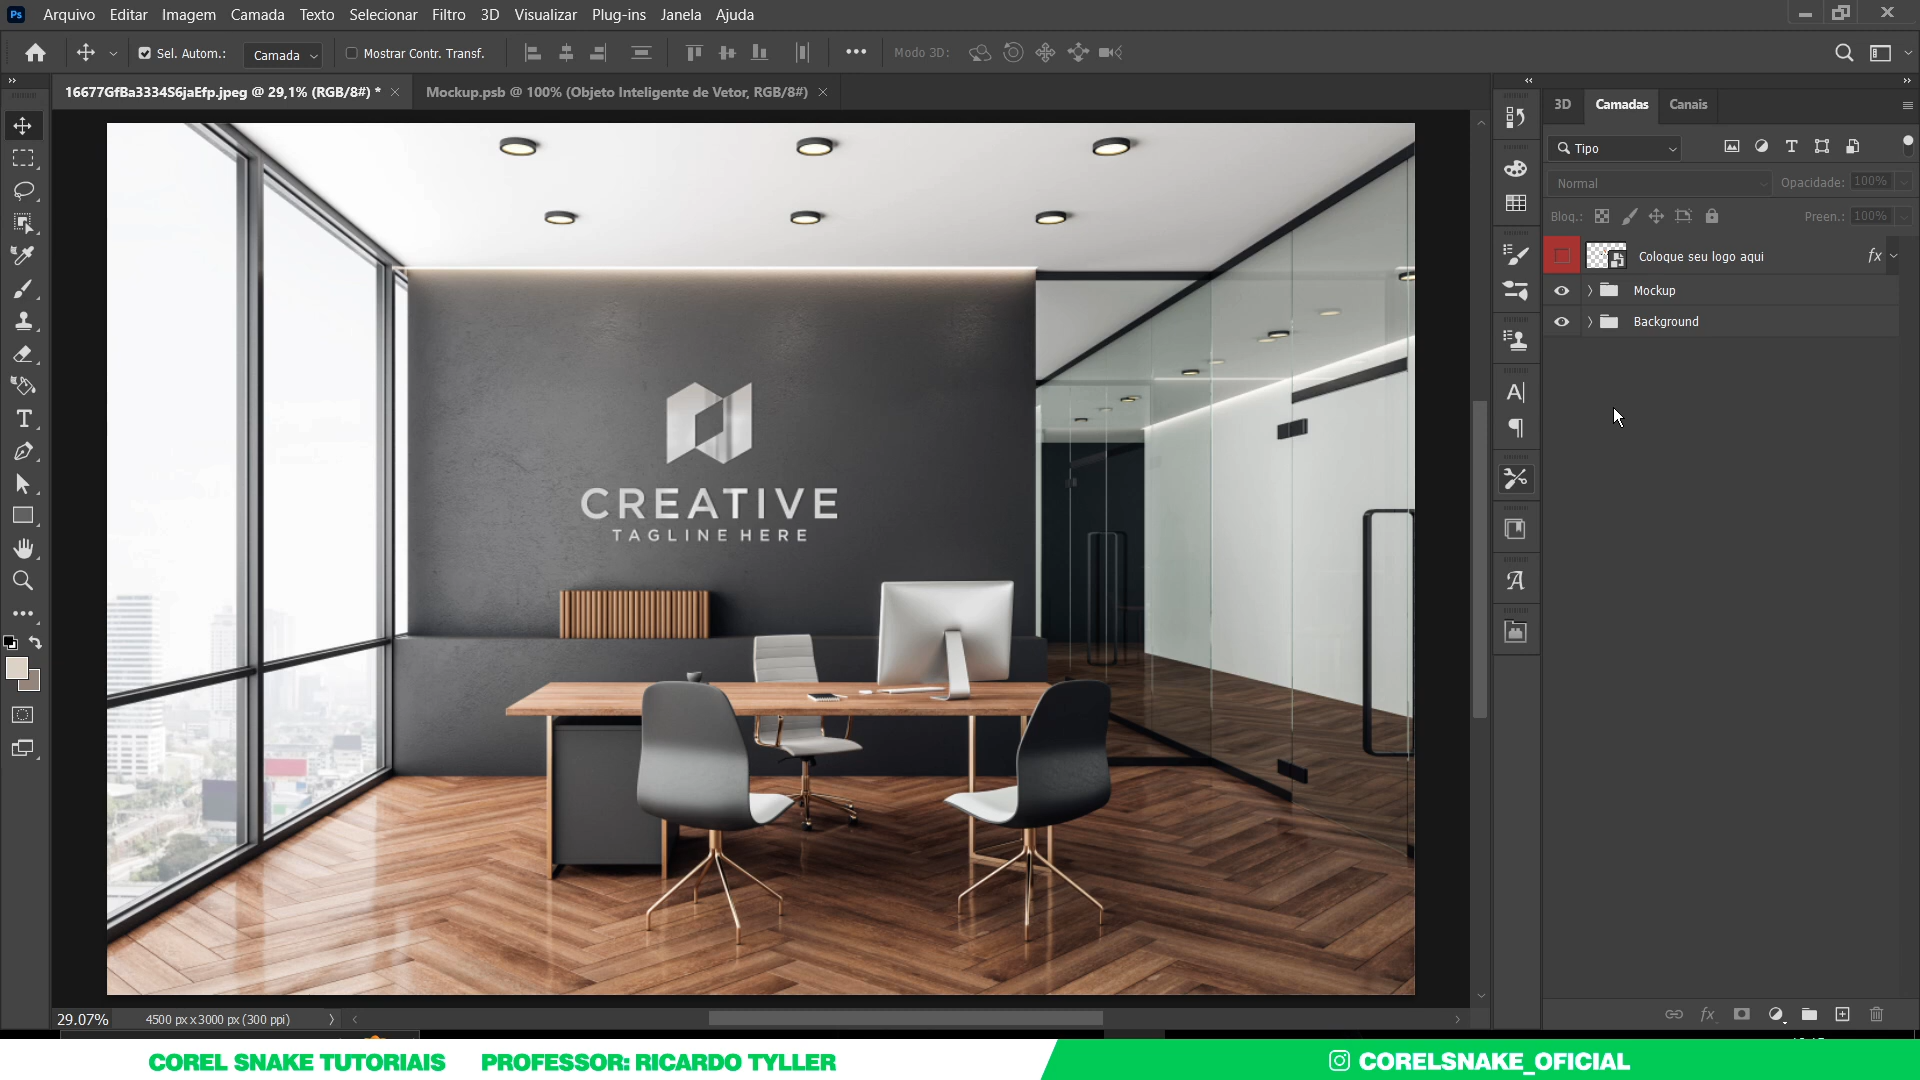 Ps Arquivo Editar Imagem Camada Texto Selecionar Filtro 3D Visualizar Plug-ins Janela Ajuda
Sel. Autom.: Camada Mostrar Contr. Transf. Modo 3D:
16677GfBa3334S6jaEfp.jpeg @ 29,1% (RGB/8#) * Mockup.psb @ 100% (Objeto Inteligente de Vetor, RGB/8#)
3D Camadas Canais
Tipo
Normal Opacidade: 100%
Bloq.: Preen.: 100%
Coloque seu logo aqui fx
Mockup
Background
CREATIVE
TAGLINE HERE
29.07% 4500 px x 3000 px (300 ppi)
COREL SNAKE TUTORIAIS PROFESSOR: RICARDO TYLLER CORELSNAKE_OFICIAL